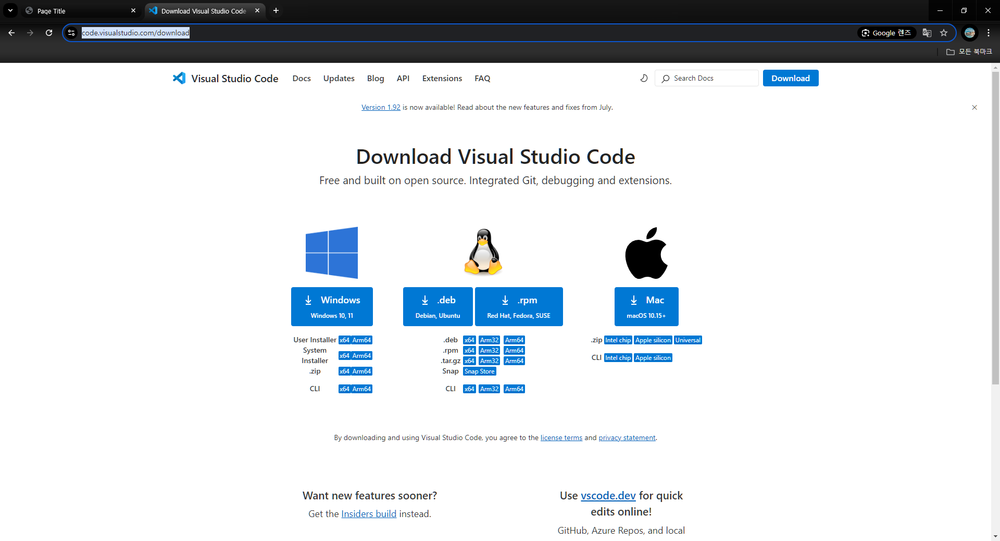 Page Title
Download Visual Studio Code
code.visualstudio.com/download
Google 렌즈
모든 북마크
Visual Studio Code Docs Updates Blog API Extensions FAQ Search Docs Download
Version 1.92 is now available! Read about the new features and fixes from July.
Download Visual Studio Code
Free and built on open source. Integrated Git, debugging and extensions.
Windows
Windows 10, 11
.deb
Debian, Ubuntu
.rpm
Red Hat, Fedora, SUSE
Mac
macOS 10.15+
User Installer x64 Arm64
System
Installer x64 Arm64
.zip x64 Arm64
CLI x64 Arm64
.deb x64 Arm32 Arm64
.rpm x64 Arm32 Arm64
.tar.gz x64 Arm32 Arm64
Snap Snap Store
CLI x64 Arm32 Arm64
.zip Intel chip Apple silicon Universal
CLI Intel chip Apple silicon
By downloading and using Visual Studio Code, you agree to the license terms and privacy statement.
Want new features sooner?
Get the Insiders build instead.
Use vscode.dev for quick
edits online!
GitHub, Azure Repos, and local